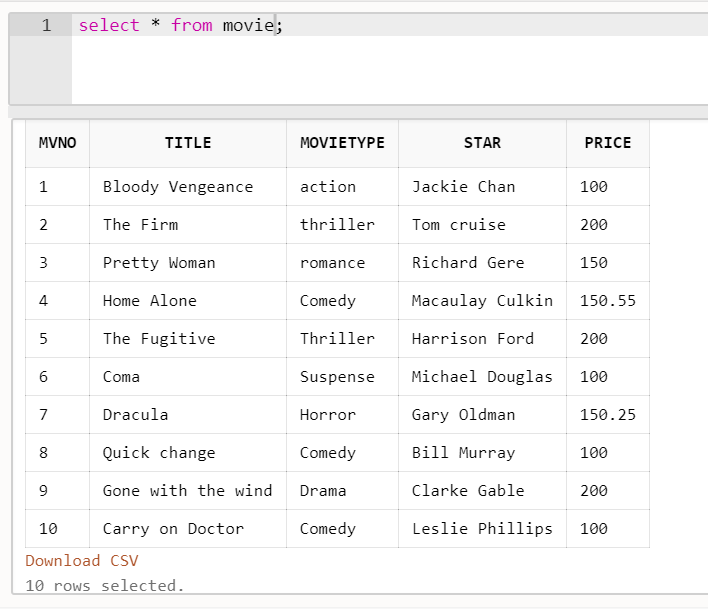 1 select * from movie;
MVNO TITLE MOVIETYPE STAR PRICE
1 Bloody Vengeance action Jackie Chan 100
2 The Firm thriller Tom cruise 200
3 Pretty Woman romance Richard Gere 150
4 Home Alone Comedy Macaulay Culkin 150.55
5 The Fugitive Thriller Harrison Ford 200
6 Coma Suspense Michael Douglas 100
7 Dracula Horror Gary Oldman 150.25
8 Quick change Comedy Bill Murray 100
9 Gone with the wind Drama Clarke Gable 200
10 Carry on Doctor Comedy Leslie Phillips 100
Download CSV
10 rows selected.